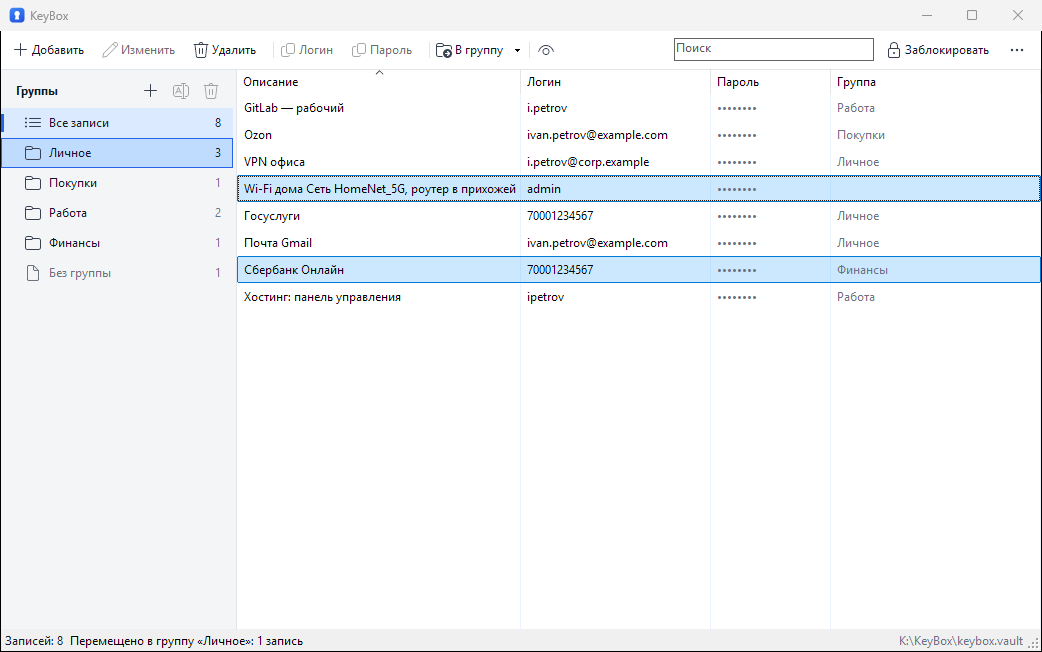 KeyBox
Добавить Изменить Удалить Логин Пароль В группу Поиск Заблокировать
Группы
Все записи 8
Личное 3
Покупки 1
Работа 2
Финансы 1
Без группы 1
Описание Логин Пароль Группа
GitLab — рабочий i.petrov •••••••• Работа
Ozon ivan.petrov@example.com •••••••• Покупки
VPN офиса i.petrov@corp.example •••••••• Личное
Wi-Fi дома Сеть HomeNet_5G, роутер в прихожей admin ••••••••
Госуслуги 70001234567 •••••••• Личное
Почта Gmail ivan.petrov@example.com •••••••• Личное
Сбербанк Онлайн 70001234567 •••••••• Финансы
Хостинг: панель управления ipetrov •••••••• Работа
Записей: 8 Перемещено в группу «Личное»: 1 запись K:\KeyBox\keybox.vault